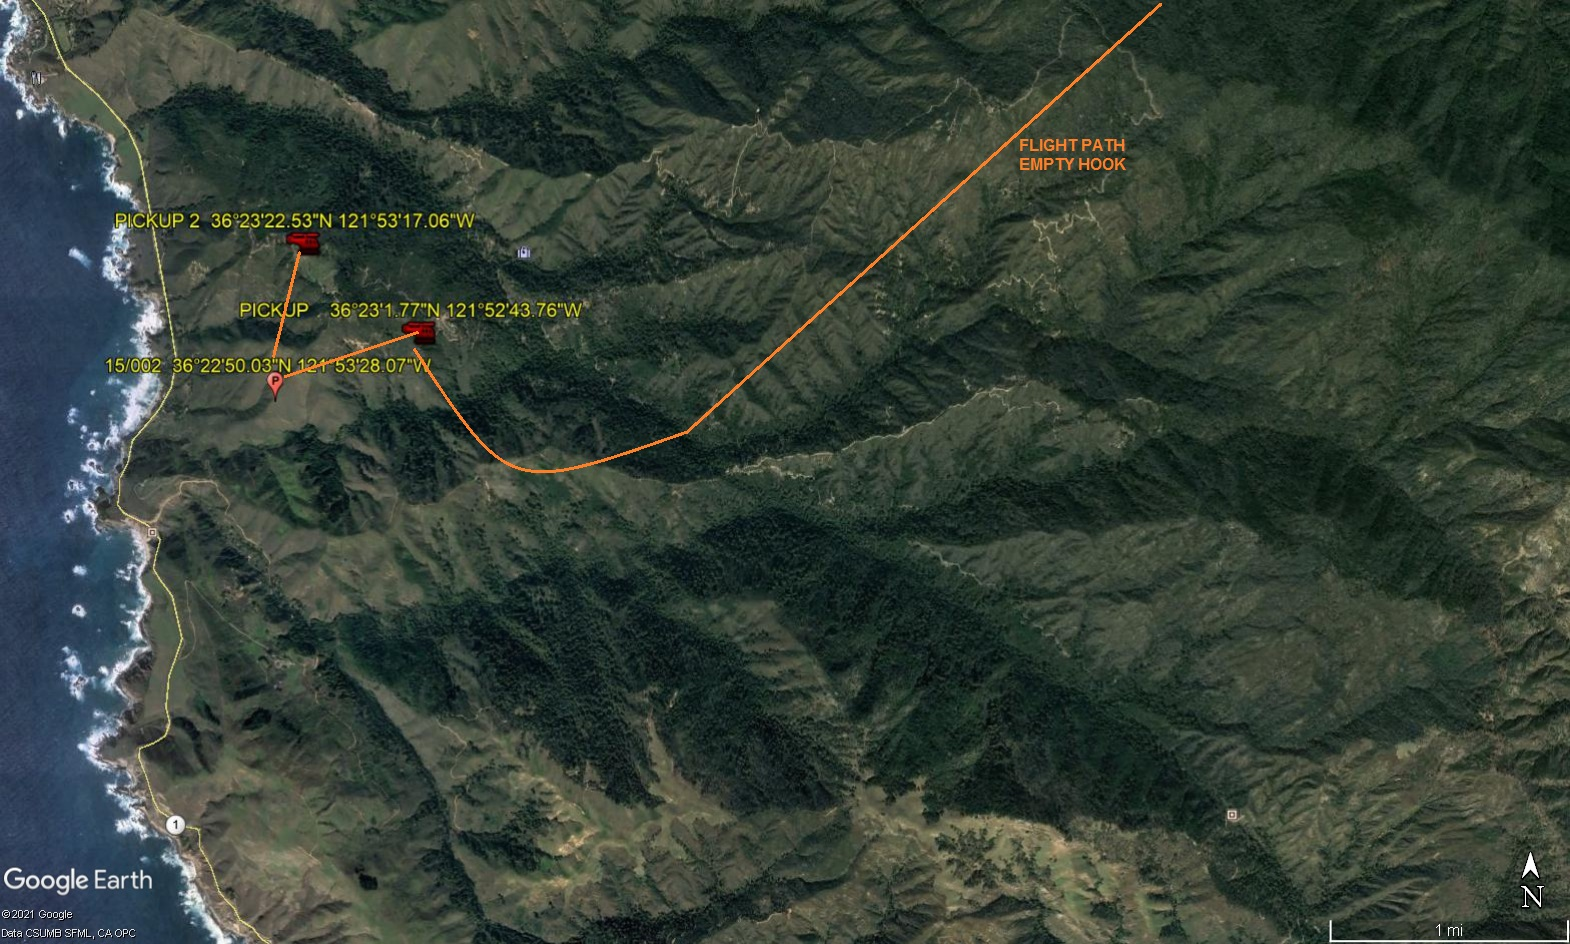 FLIGHT PATH
EMPTY HOOK
PICKUP 2  36°23'22.53"N 121°53'17.06"W
PICKUP .  36°23'1.77"N 121°52'43.76"W
15/002  36°22'50.03"N 121°53'28.07"W
P
1
Google Earth
©2021 Google
Data CSUMB SFML, CA OPC
N
1 mi